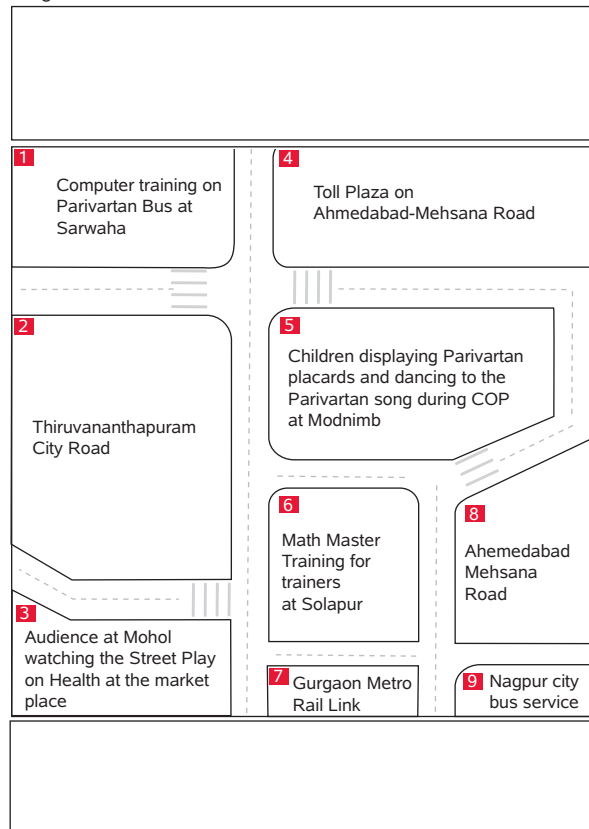 1
Computer training on
Parivartan Bus at
Sarwaha
4
Toll Plaza on
Ahmedabad-Mehsana Road
2
Thiruvananthapuram
City Road
5
Children displaying Parivartan
placards and dancing to the
Parivartan song during COP
at Modnimb
6
Math Master
Training for
trainers
at Solapur
8
Ahemedabad
Mehsana
Road
3
Audience at Mohol
watching the Street Play
on Health at the market
place
7
Gurgaon Metro
Rail Link
9
Nagpur city
bus service